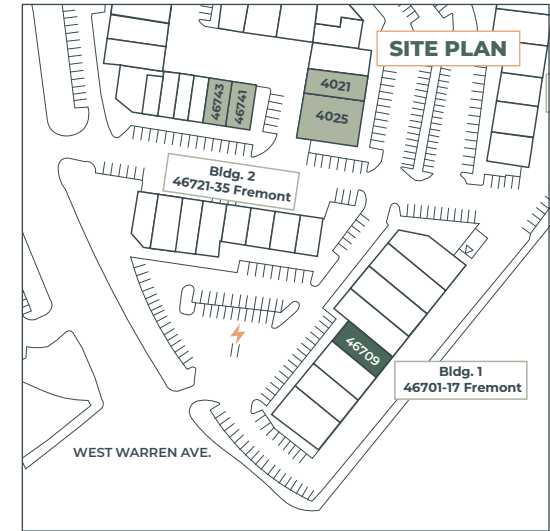 SITE PLAN
4021
4025
46743
46741
Bldg. 2
46721-35 Fremont
46709
Bldg. 1
46701-17 Fremont
WEST WARREN AVE.